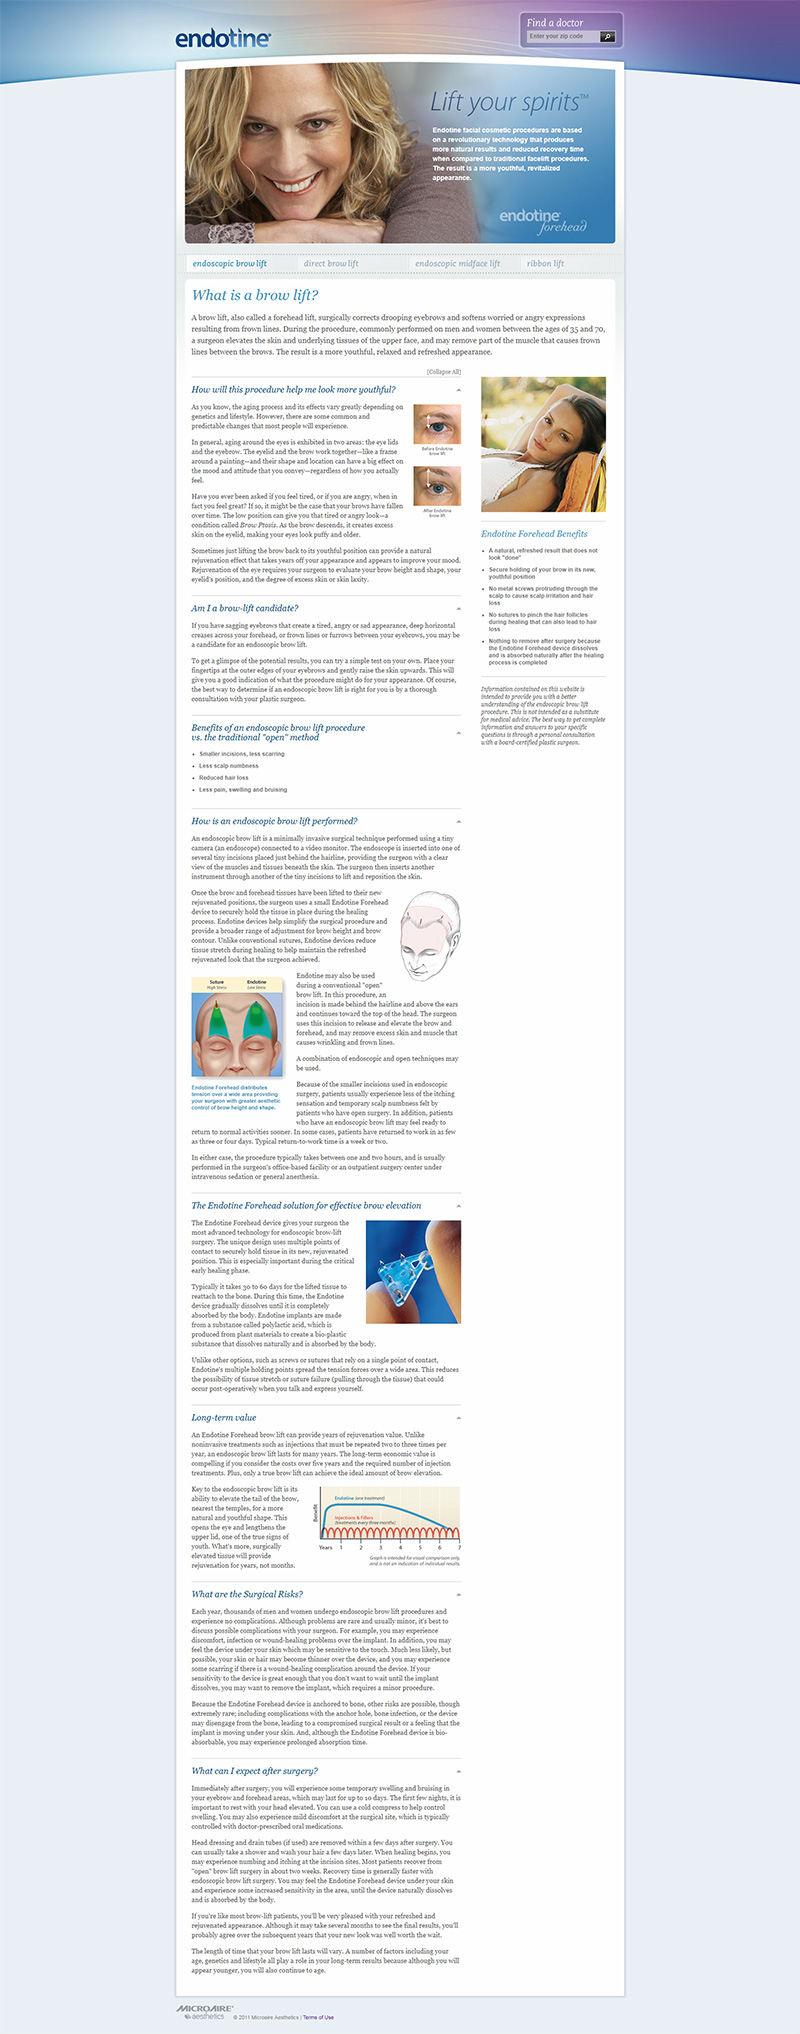 endotine®
Find a doctor
Enter your zip code
Lift your spirits™
Endotine facial cosmetic procedures are based
on a revolutionary technology that produces
more natural results and reduced recovery time
when compared to traditional facelift procedures.
The result is a more youthful, revitalized
appearance.
endotine®
forehead
endoscopic brow lift
direct brow lift
endoscopic midface lift
ribbon lift
What is a brow lift?
A brow lift, also called a forehead lift, surgically corrects drooping eyebrows and softens worried or angry expressions
resulting from frown lines. During the procedure, commonly performed on men and women between the ages of 35 and 70,
a surgeon elevates the skin and underlying tissues of the upper face, and may remove part of the muscle that causes frown
lines between the brows. The result is a more youthful, relaxed and refreshed appearance.
[Collapse All]
How will this procedure help me look more youthful?
As you know, the aging process and its effects vary greatly depending on
genetics and lifestyle. However, there are some common and
predictable changes that most people will experience.
In general, aging around the eyes is exhibited in two areas: the eye lids
and the eyebrow. The eyelid and the brow work together—like a frame
around a painting—and their shape and location can have a big effect on
the mood and attitude that you convey—regardless of how you actually
feel.
Have you ever been asked if you feel tired, or if you are angry, when in
fact you feel great? If so, it might be the case that your brows have fallen
over time. The low position can give you that tired or angry look—a
condition called Brow Ptosis. As the brow descends, it creates excess
skin on the eyelid, making your eyes look puffy and older.
Before Endotine
brow lift
After Endotine
brow lift
Sometimes just lifting the brow back to its youthful position can provide a natural
rejuvenation effect that takes years off your appearance and appears to improve your mood.
Rejuvenation of the eye requires your surgeon to evaluate your brow height and shape, your
eyelid's position, and the degree of excess skin or skin laxity.
Am I a brow-lift candidate?
If you have sagging eyebrows that create a tired, angry or sad appearance, deep horizontal
creases across your forehead, or frown lines or furrows between your eyebrows, you may be
a candidate for an endoscopic brow lift.
To get a glimpse of the potential results, you can try a simple test on your own. Place your
fingertips at the outer edges of your eyebrows and gently raise the skin upwards. This will
give you a good indication of what the procedure might do for your appearance. Of course,
the best way to determine if an endoscopic brow lift is right for you is by a thorough
consultation with your plastic surgeon.
Benefits of an endoscopic brow lift procedure
vs. the traditional "open" method
• Smaller incisions, less scarring
• Less scalp numbness
• Reduced hair loss
• Less pain, swelling and bruising
How is an endoscopic brow lift performed?
An endoscopic brow lift is a minimally invasive surgical technique performed using a tiny
camera (an endoscope) connected to a video monitor. The endoscope is inserted into one of
several tiny incisions placed just behind the hairline, providing the surgeon with a clear
view of the muscles and tissues beneath the skin. The surgeon then inserts another
instrument through another of the tiny incisions to lift and reposition the skin.
Once the brow and forehead tissues have been lifted to their new
rejuvenated positions, the surgeon uses a small Endotine Forehead
device to securely hold the tissue in place during the healing
process. Endotine devices help simplify the surgical procedure and
provide a broader range of adjustment for brow height and brow
contour. Unlike conventional sutures, Endotine devices reduce
tissue stretch during healing to help maintain the refreshed
rejuvenated look that the surgeon achieved.
Suture
High Stress
Endotine
Low Stress
Endotine Forehead distributes
tension over a wide area providing
your surgeon with greater aesthetic
control of brow height and shape.
Endotine may also be used
during a conventional "open"
brow lift. In this procedure, an
incision is made behind the hairline and above the ears
and continues toward the top of the head. The surgeon
uses this incision to release and elevate the brow and
forehead, and may remove excess skin and muscle that
causes wrinkling and frown lines.
A combination of endoscopic and open techniques may
be used.
Because of the smaller incisions used in endoscopic
surgery, patients usually experience less of the itching
sensation and temporary scalp numbness felt by
patients who have open surgery. In addition, patients
who have an endoscopic brow lift may feel ready to
return to normal activities sooner. In some cases, patients have returned to work in as few
as three or four days. Typical return-to-work time is a week or two.
In either case, the procedure typically takes between one and two hours, and is usually
performed in the surgeon's office-based facility or an outpatient surgery center under
intravenous sedation or general anesthesia.
The Endotine Forehead solution for effective brow elevation
The Endotine Forehead device gives your surgeon the
most advanced technology for endoscopic brow-lift
surgery. The unique design uses multiple points of
contact to securely hold tissue in its new, rejuvenated
position. This is especially important during the critical
early healing phase.
Typically it takes 30 to 60 days for the lifted tissue to
reattach to the bone. During this time, the Endotine
device gradually dissolves until it is completely
absorbed by the body. Endotine implants are made
from a substance called polylactic acid, which is
produced from plant materials to create a bio-plastic
substance that dissolves naturally and is absorbed by the body.
Unlike other options, such as screws or sutures that rely on a single point of contact,
Endotine's multiple holding points spread the tension forces over a wide area. This reduces
the possibility of tissue stretch or suture failure (pulling through the tissue) that could
occur post-operatively when you talk and express yourself.
Long-term value
An Endotine Forehead brow lift can provide years of rejuvenation value. Unlike
noninvasive treatments such as injections that must be repeated two to three times per
year, an endoscopic brow lift lasts for many years. The long-term economic value is
compelling if you consider the costs over five years and the required number of injection
treatments. Plus, only a true brow lift can achieve the ideal amount of brow elevation.
Key to the endoscopic brow lift is its
ability to elevate the tail of the brow,
nearest the temples, for a more
natural and youthful shape. This
opens the eye and lengthens the
upper lid, one of the true signs of
youth. What's more, surgically
elevated tissue will provide
rejuvenation for years, not months.
Benefit
Endotine (one treatment)
Injections & Fillers
(treatments every three months)
Years 1 2 3 4 5 6 7
Graph is intended for visual comparison only,
and is not an indication of individual results.
What are the Surgical Risks?
Each year, thousands of men and women undergo endoscopic brow lift procedures and
experience no complications. Although problems are rare and usually minor, it's best to
discuss possible complications with your surgeon. For example, you may experience
discomfort, infection or wound-healing problems over the implant. In addition, you may
feel the device under your skin which may be sensitive to the touch. Much less likely, but
possible, your skin or hair may become thinner over the device, and you may experience
some scarring if there is a wound-healing complication around the device. If your
sensitivity to the device is great enough that you don't want to wait until the implant
dissolves, you may want to remove the implant, which requires a minor procedure.
Because the Endotine Forehead device is anchored to bone, other risks are possible, though
extremely rare; including complications with the anchor hole, bone infection, or the device
may disengage from the bone, leading to a compromised surgical result or a feeling that the
implant is moving under your skin. And, although the Endotine Forehead device is bio-
absorbable, you may experience prolonged absorption time.
What can I expect after surgery?
Immediately after surgery, you will experience some temporary swelling and bruising in
your eyebrow and forehead areas, which may last for up to 10 days. The first few nights, it is
important to rest with your head elevated. You can use a cold compress to help control
swelling. You may also experience mild discomfort at the surgical site, which is typically
controlled with doctor-prescribed oral medications.
Head dressing and drain tubes (if used) are removed within a few days after surgery. You
can usually take a shower and wash your hair a few days later. When healing begins, you
may experience numbing and itching at the incision sites. Most patients recover from
"open" brow lift surgery in about two weeks. Recovery time is generally faster with
endoscopic brow lift surgery. You may feel the Endotine Forehead device under your skin
and experience some increased sensitivity in the area, until the device naturally dissolves
and is absorbed by the body.
If you're like most brow-lift patients, you'll be very pleased with your refreshed and
rejuvenated appearance. Although it may take several months to see the final results, you'll
probably agree over the subsequent years that your new look was well worth the wait.
The length of time that your brow lift lasts will vary. A number of factors including your
age, genetics and lifestyle all play a role in your long-term results because although you will
appear younger, you will also continue to age.
Endotine Forehead Benefits
• A natural, refreshed result that does not
look "done"
• Secure holding of your brow in its new,
youthful position
• No metal screws protruding through the
scalp to cause scalp irritation and hair
loss
• No sutures to pinch the hair follicles
during healing that can also lead to hair
loss
• Nothing to remove after surgery because
the Endotine Forehead device dissolves
and is absorbed naturally after the healing
process is completed
Information contained on this website is
intended to provide you with a better
understanding of the endoscopic brow lift
procedure. This is not intended as a substitute
for medical advice. The best way to get complete
information and answers to your specific
questions is through a personal consultation
with a board-certified plastic surgeon.
MICROAIRE®
aesthetics
© 2011 Microaire Aesthetics | Terms of Use